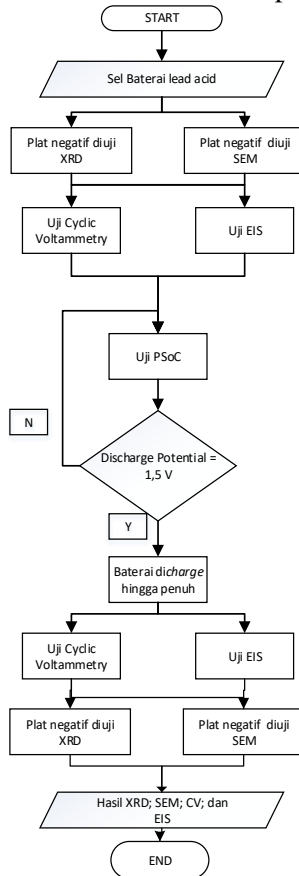 START
Sel Baterai lead acid
Plat negatif diuji
XRD
Plat negatif diuji
SEM
Uji Cyclic
Voltammetry
Uji EIS
Uji PSoC
N
Discharge Potential =
1,5 V
Y
Baterai dicharge
hingga penuh
Uji Cyclic
Voltammetry
Uji EIS
Plat negatif diuji
XRD
Plat negatif diuji
SEM
Hasil XRD; SEM; CV; dan
EIS
END